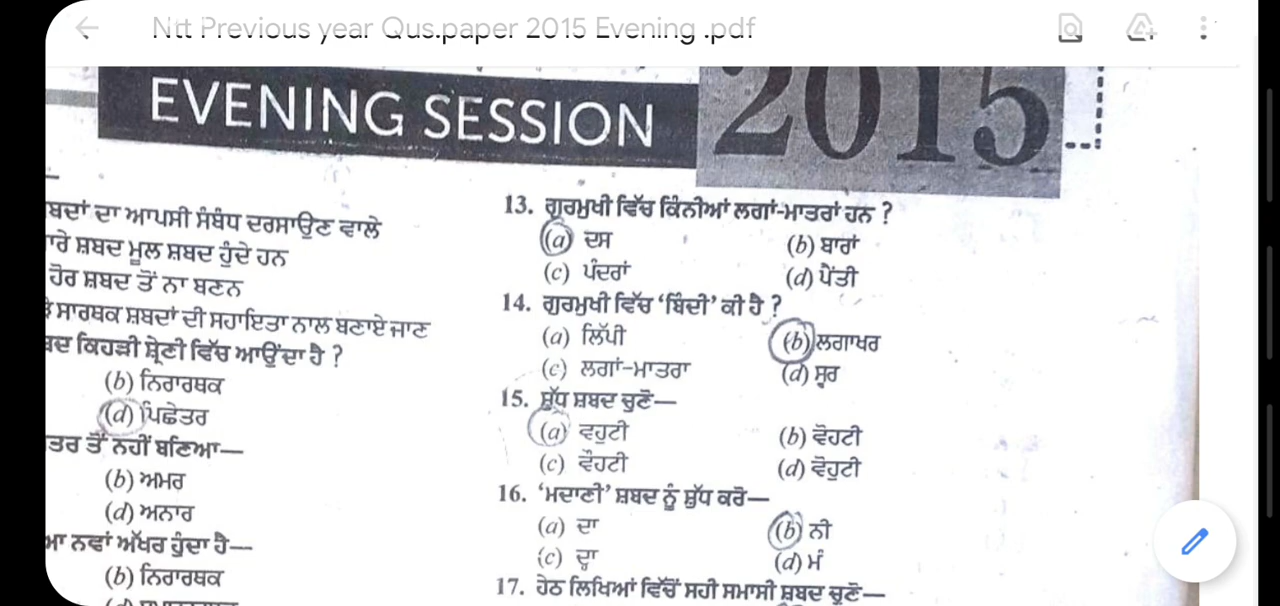 Ntt Previous year Qus.paper 2015 Evening .pdf
EVENING SESSION 2015
ਬਦਾਂ ਦਾ ਆਪਸੀ ਸੰਬੰਧ ਦਰਸਾਉਣ ਵਾਲੇ
ਰੇ ਸ਼ਬਦ ਮੂਲ ਸ਼ਬਦ ਹੁੰਦੇ ਹਨ
ਹੋਰ ਸ਼ਬਦ ਤੋਂ ਨਾ ਬਣਨ
ਸਾਰਥਕ ਸ਼ਬਦਾਂ ਦੀ ਸਹਾਇਤਾ ਨਾਲ ਬਣਾਏ ਜਾਣ
ਬਦ ਕਿਹੜੀ ਸ਼੍ਰੇਣੀ ਵਿੱਚ ਆਉਂਦਾ ਹੈ ?
(b) ਨਿਰਾਰਥਕ
(d) ਪਿਛੇਤਰ
ਤਰ ਤੋਂ ਨਹੀਂ ਬਣਿਆ—
(b) ਅਮਰ
(d) ਅਨਾਰ
ਨਵਾਂ ਅੱਖਰ ਹੁੰਦਾ ਹੈ—
(b) ਨਿਰਾਰਥਕ
13. ਗੁਰਮੁਖੀ ਵਿੱਚ ਕਿੰਨੀਆਂ ਲਗਾਂ-ਮਾਤਰਾਂ ਹਨ ?
(a) ਦਸ (b) ਬਾਰਾਂ
(c) ਪੰਦਰਾਂ (d) ਪੈਂਤੀ
14. ਗੁਰਮੁਖੀ ਵਿੱਚ ‘ਬਿੰਦੀ’ ਕੀ ਹੈ ?
(a) ਲਿੱਪੀ (b) ਲਗਾਖਰ
(c) ਲਗਾਂ-ਮਾਤਰਾ (d) ਸੂਰ
15. ਸ਼ੁੱਧ ਸ਼ਬਦ ਚੁਣੋ—
(a) ਵਹੁਟੀ (b) ਵੋਹਟੀ
(c) ਵੌਹਟੀ (d) ਵੋਹੁਟੀ
16. ‘ਮਦਾਣੀ’ ਸ਼ਬਦ ਨੂੰ ਸ਼ੁੱਧ ਕਰੋ—
(a) ਦਾ (b) ਨੀ
(c) ਦ੍ਹਾ (d) ਮੰ
17. ਹੇਠ ਲਿਖਿਆਂ ਵਿੱਚੋਂ ਸਹੀ ਸਮਾਸੀ ਸ਼ਬਦ ਚੁਣੋ—